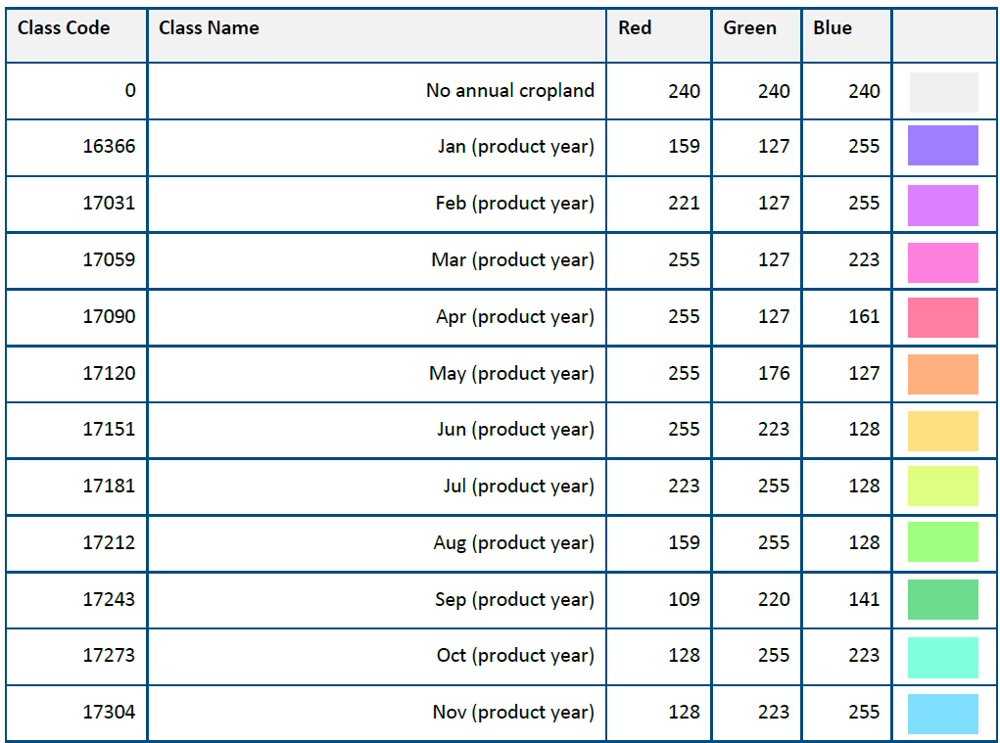 Class Code Class Name Red Green Blue
0 No annual cropland 240 240 240
16366 Jan (product year) 159 127 255
17031 Feb (product year) 221 127 255
17059 Mar (product year) 255 127 223
17090 Apr (product year) 255 127 161
17120 May (product year) 255 176 127
17151 Jun (product year) 255 223 128
17181 Jul (product year) 223 255 128
17212 Aug (product year) 159 255 128
17243 Sep (product year) 109 220 141
17273 Oct (product year) 128 255 223
17304 Nov (product year) 128 223 255